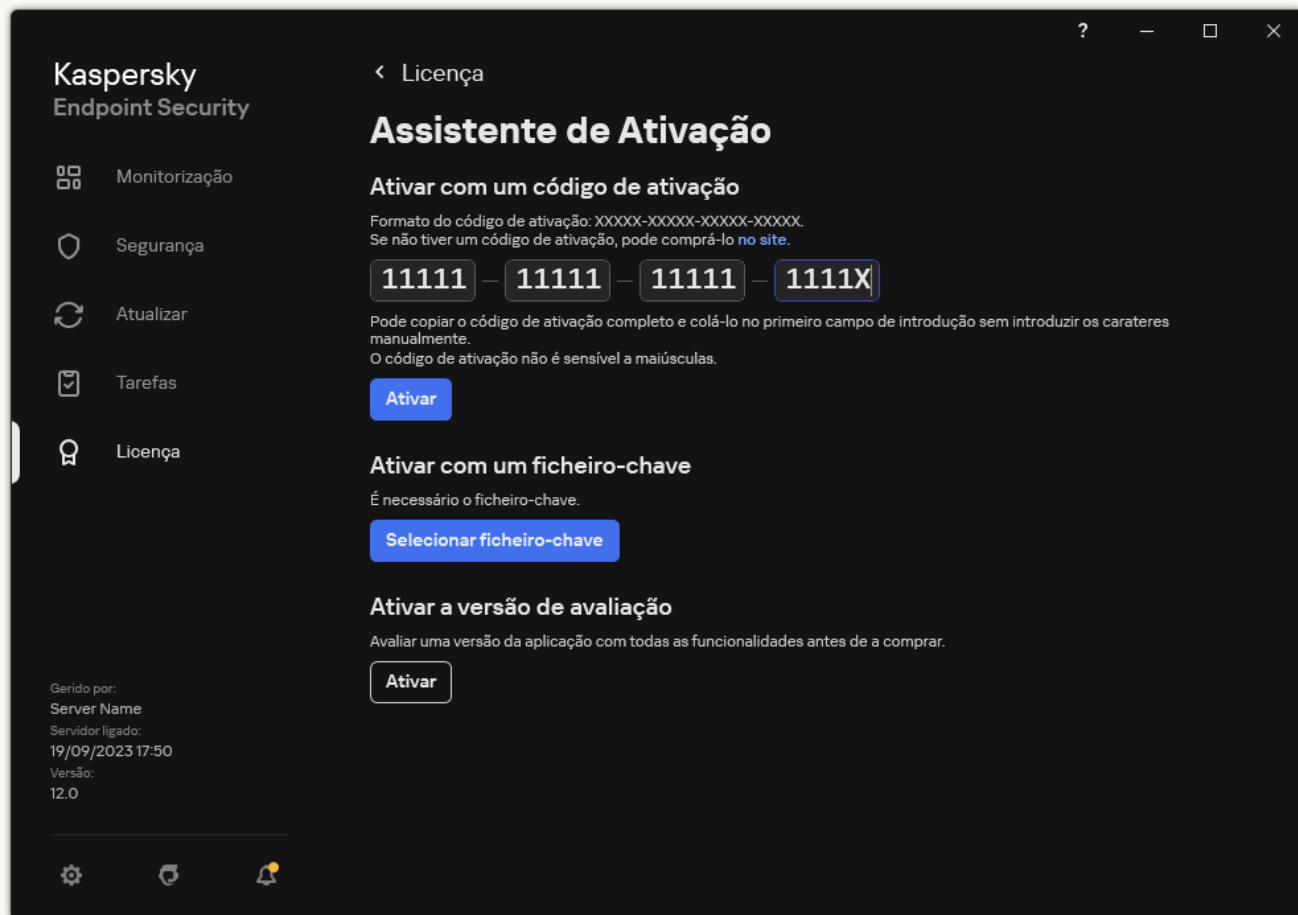 ?
Kaspersky
Endpoint Security
Monitorização
Segurança
Atualizar
Tarefas
Licença
Gerido por:
Server Name
Servidor ligado:
19/09/2023 17:50
Versão:
12.0
Licença
Assistente de Ativação
Ativar com um código de ativação
Formato do código de ativação: XXXXX-XXXXX-XXXXX-XXXXX.
Se não tiver um código de ativação, pode comprá-lo no site.
11111 — 11111 — 11111 — 1111X
Pode copiar o código de ativação completo e colá-lo no primeiro campo de introdução sem introduzir os carateres
manualmente.
O código de ativação não é sensível a maiúsculas.
Ativar
Ativar com um ficheiro-chave
É necessário o ficheiro-chave.
Selecionar ficheiro-chave
Ativar a versão de avaliação
Avaliar uma versão da aplicação com todas as funcionalidades antes de a comprar.
Ativar